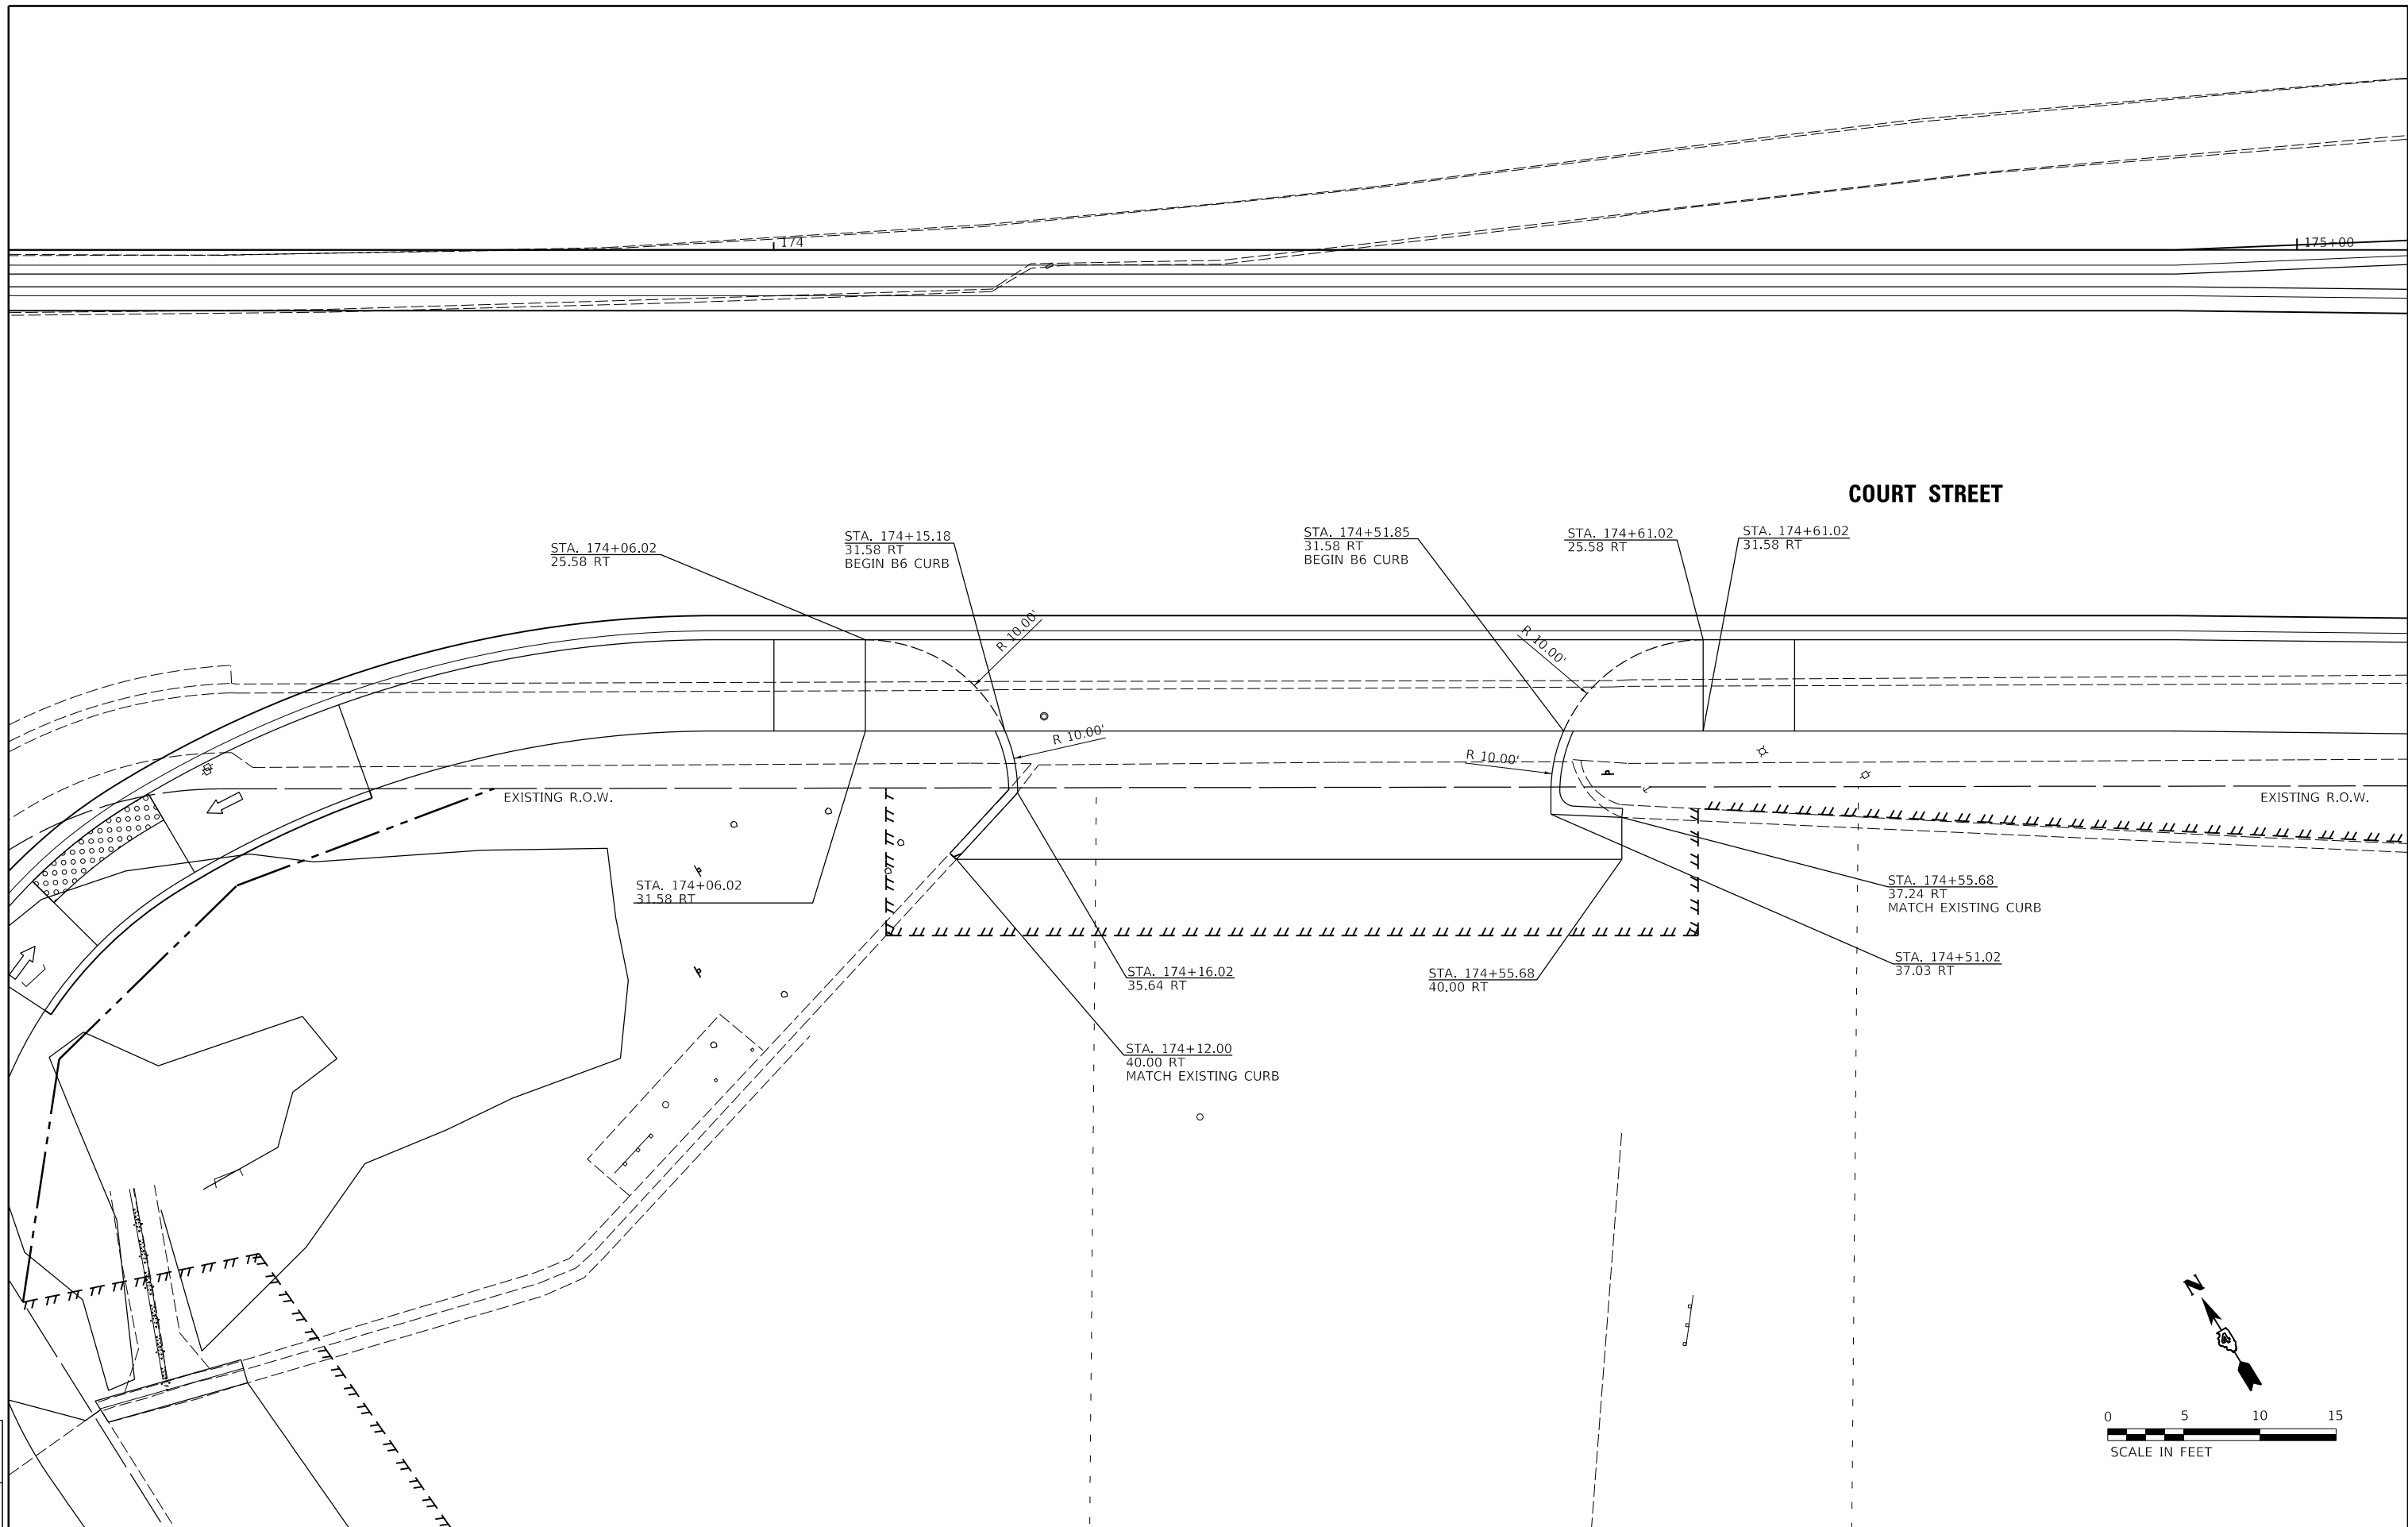 174
175+00
COURT STREET
STA. 174+06.02
25.58 RT
STA. 174+15.18
31.58 RT
BEGIN B6 CURB
STA. 174+51.85
31.58 RT
BEGIN B6 CURB
STA. 174+61.02
25.58 RT
STA. 174+61.02
31.58 RT
R 10.00'
R 10.00'
R 10.00'
R 10.00'
EXISTING R.O.W.
EXISTING R.O.W.
STA. 174+06.02
31.58 RT
STA. 174+55.68
37.24 RT
MATCH EXISTING CURB
STA. 174+51.02
37.03 RT
STA. 174+16.02
35.64 RT
STA. 174+55.68
40.00 RT
STA. 174+12.00
40.00 RT
MATCH EXISTING CURB
N
0 5 10 15
SCALE IN FEET